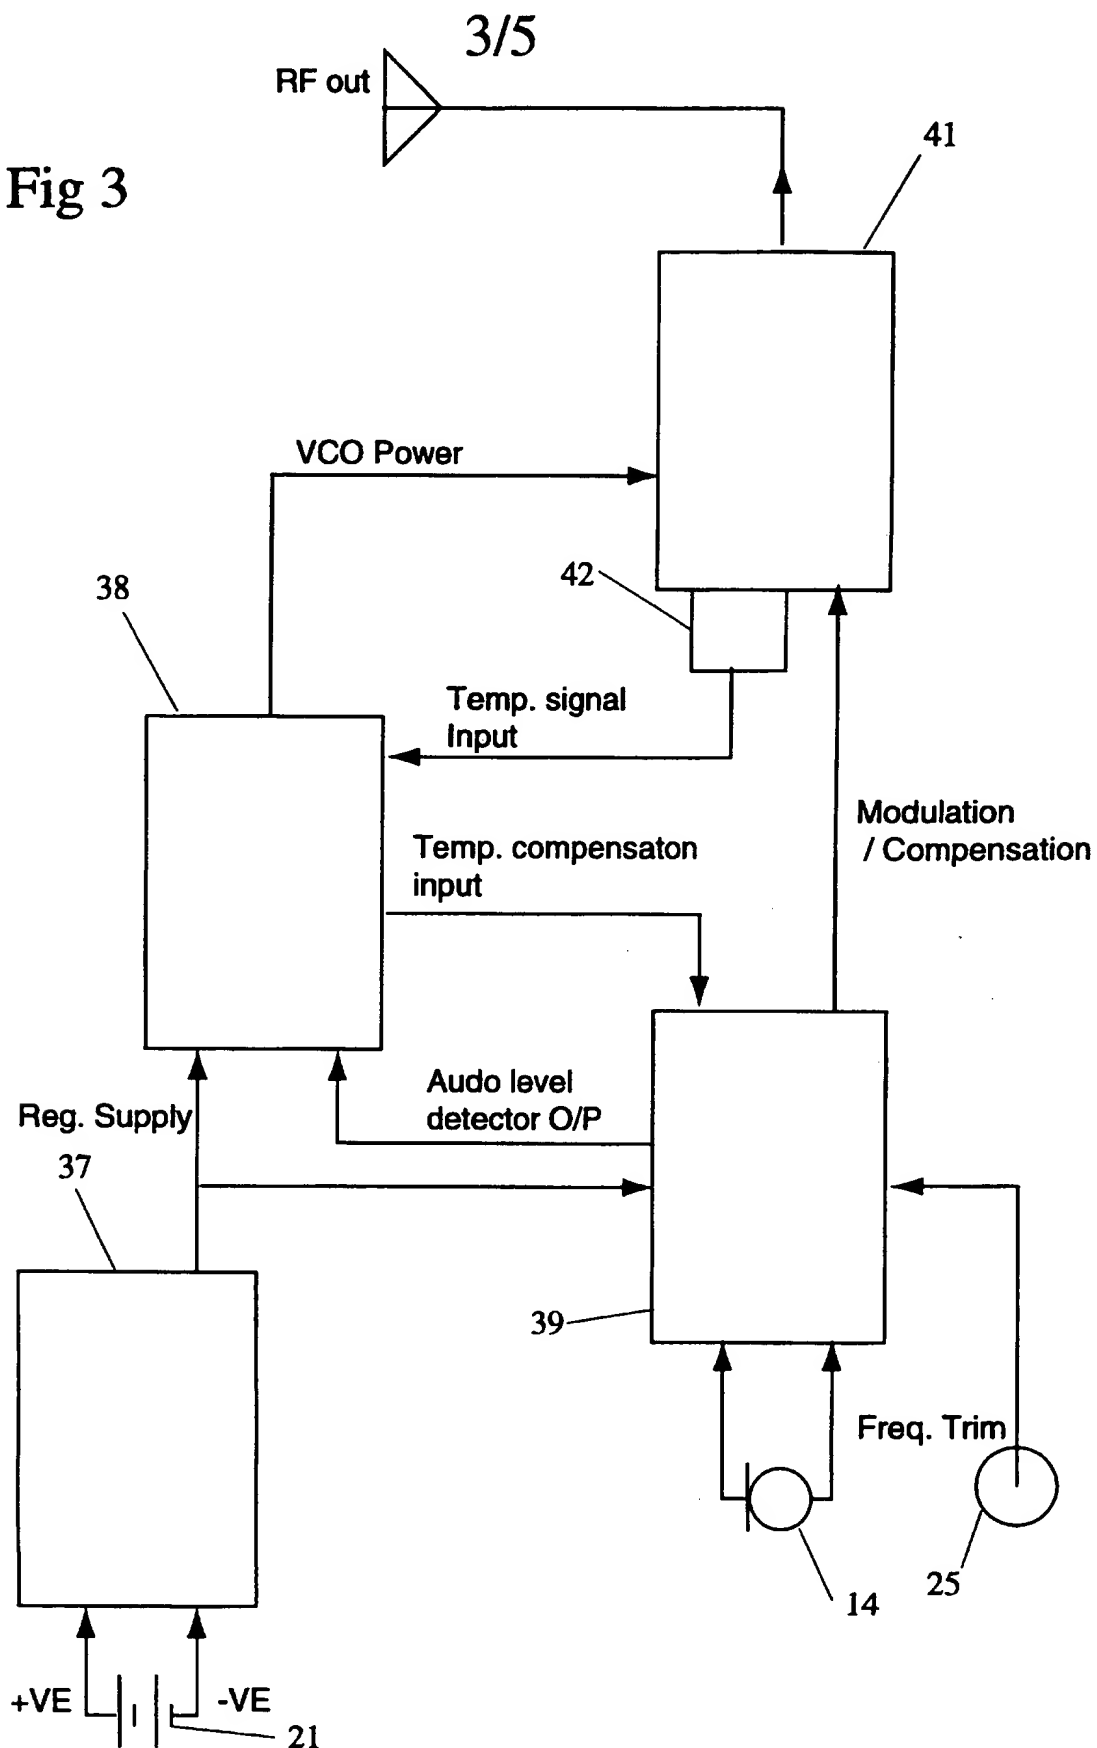 3/5
RF out
41
Fig 3
VCO Power
42
38
Temp. signal
Input
Modulation
/ Compensation
Temp. compensaton
input
Audo level
detector O/P
Reg. Supply
37
39
Freq. Trim
25
14
+VE
-VE
21